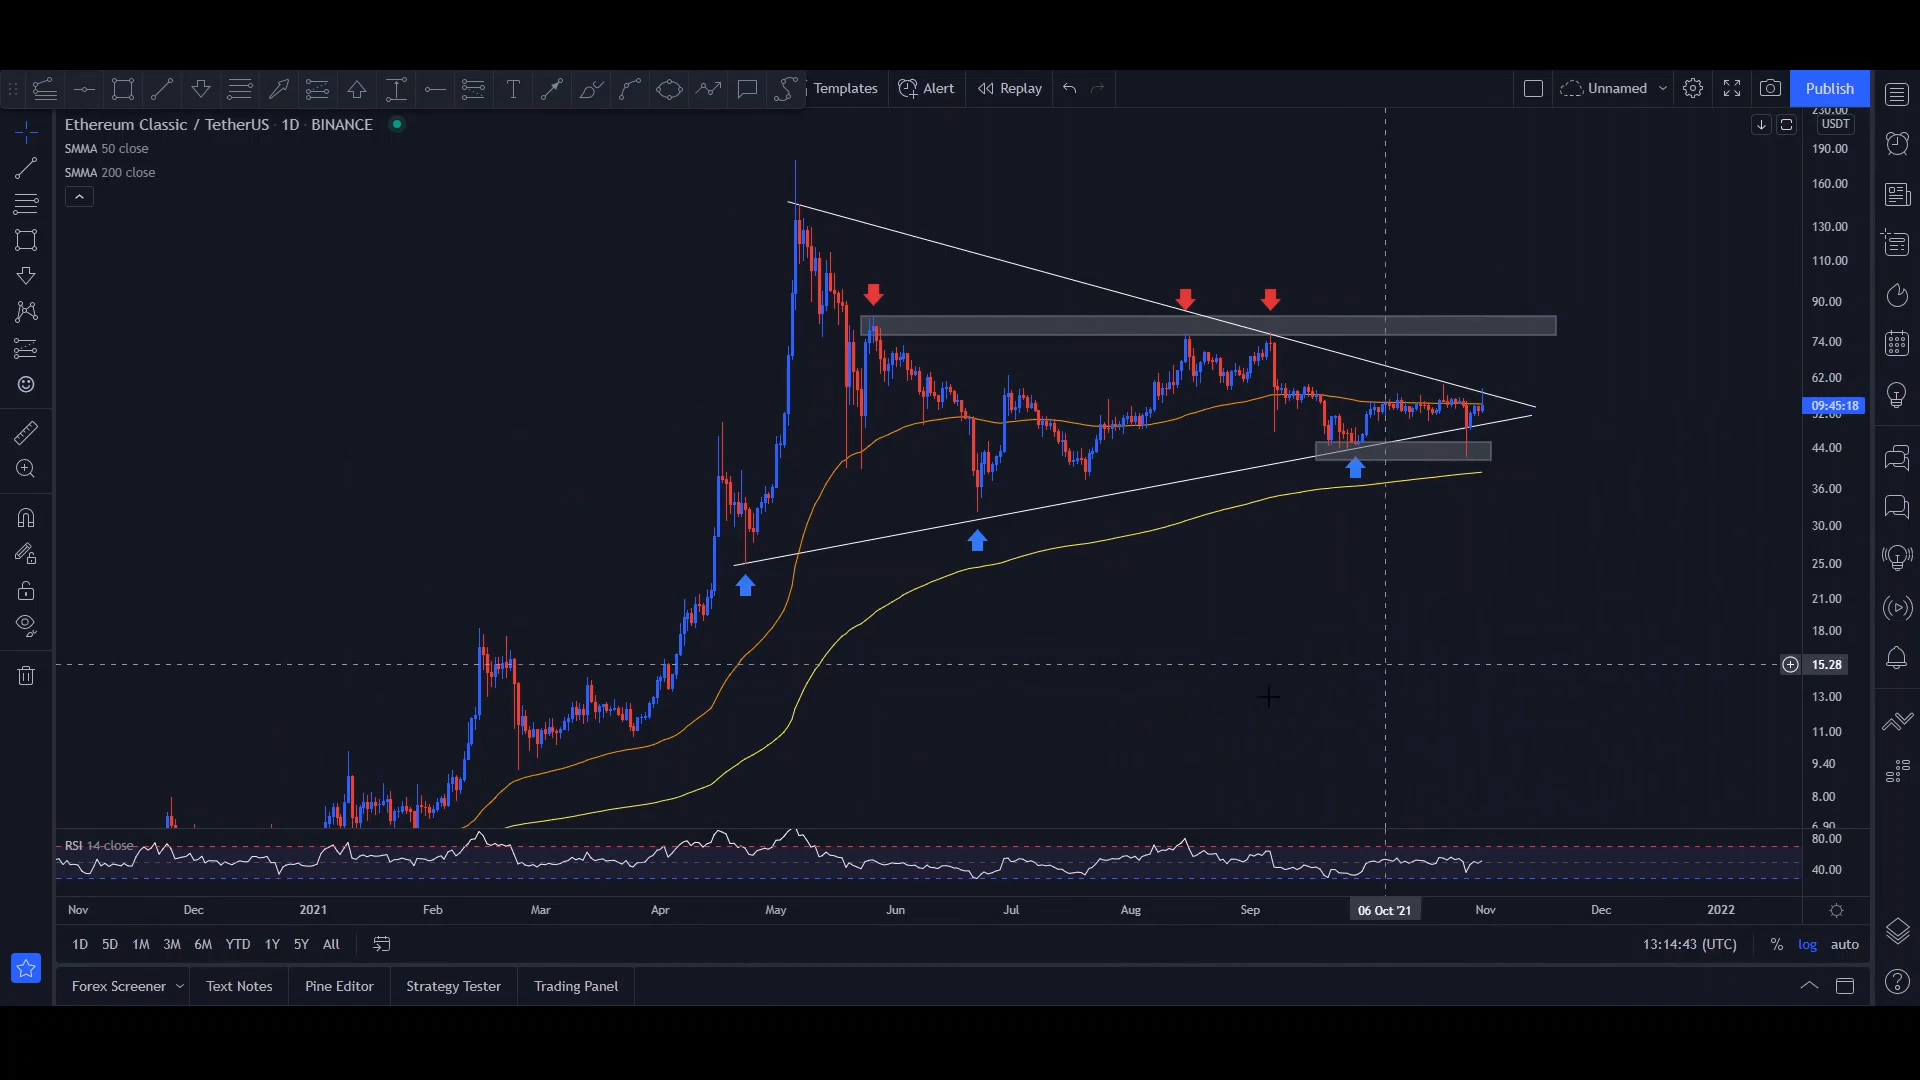 Templates Alert Replay Unnamed Publish
Ethereum Classic / TetherUS · 1D · BINANCE
SMMA 50 close
SMMA 200 close
230.00
USDT
190.00
160.00
130.00
110.00
90.00
74.00
62.00
09:45:18
44.00
36.00
30.00
25.00
21.00
18.00
15.28
13.00
11.00
9.40
8.00
6.90
RSI 14 close
80.00
40.00
Nov Dec 2021 Feb Mar Apr May Jun Jul Aug Sep 06 Oct '21 Nov Dec 2022
1D 5D 1M 3M 6M YTD 1Y 5Y All 13:14:43 (UTC) % log auto
Forex Screener Text Notes Pine Editor Strategy Tester Trading Panel